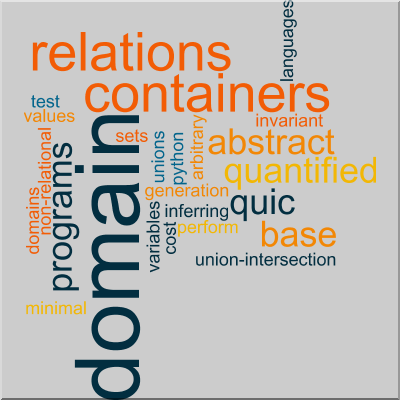 languages
relations
containers
test
values
invariant
sets
unions
python
arbitrary
abstract
non-relational
domains
programs
domain
quantified
generation
variables
inferring
quic
cost
perform
base
union-intersection
minimal